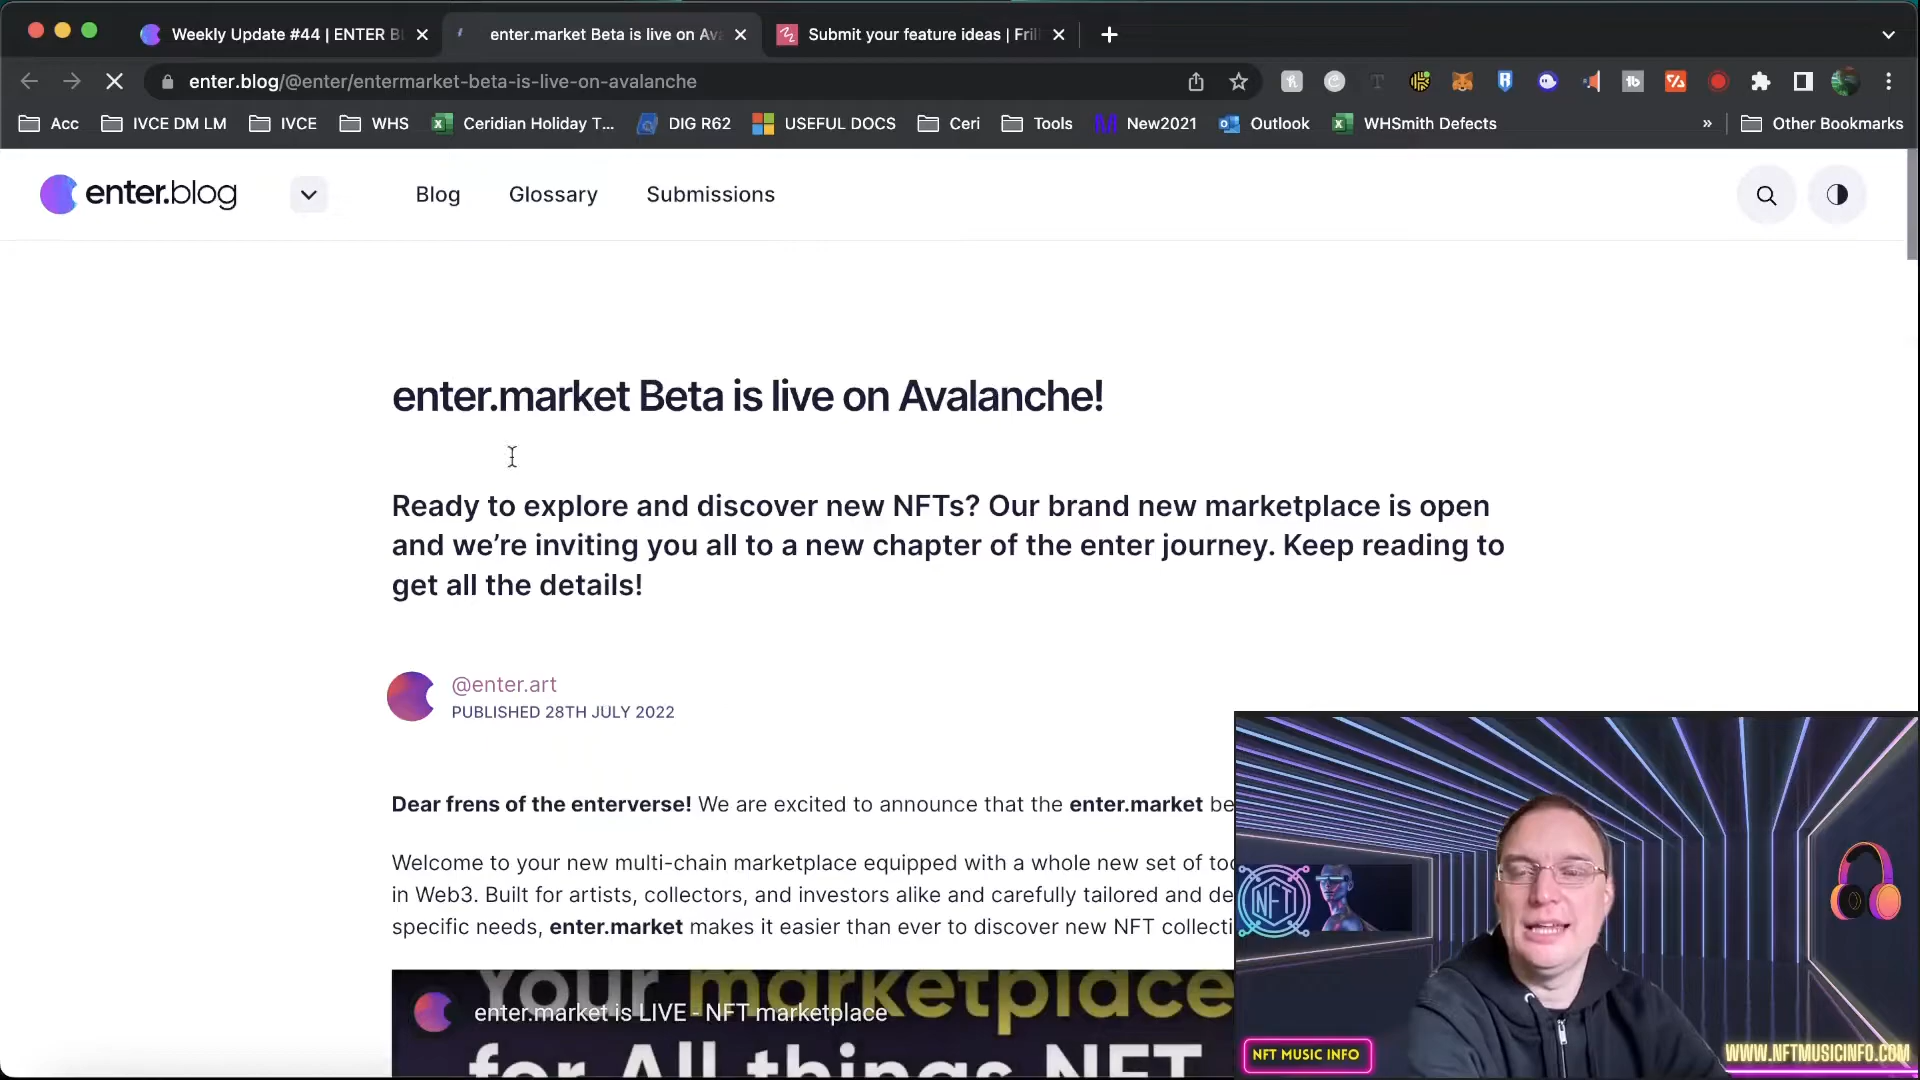 Weekly Update #44 | ENTER B
enter.market Beta is live on Av
Submit your feature ideas | Fril
enter.blog/@enter/entermarket-beta-is-live-on-avalanche
Acc
IVCE DM LM
IVCE
WHS
Ceridian Holiday T...
DIG R62
USEFUL DOCS
Ceri
Tools
New2021
Outlook
WHSmith Defects
»
Other Bookmarks
enter.blog
Blog
Glossary
Submissions
enter.market Beta is live on Avalanche!
Ready to explore and discover new NFTs? Our brand new marketplace is open
and we’re inviting you all to a new chapter of the enter journey. Keep reading to
get all the details!
@enter.art
PUBLISHED 28TH JULY 2022
Dear frens of the enterverse! We are excited to announce that the enter.market be
Welcome to your new multi-chain marketplace equipped with a whole new set of too
in Web3. Built for artists, collectors, and investors alike and carefully tailored and de
specific needs, enter.market makes it easier than ever to discover new NFT collecti
Your marketplace
enter.market is LIVE - NFT marketplace
for All things NFT
NFT
NFT MUSIC INFO
WWW.NFTMUSICINFO.COM